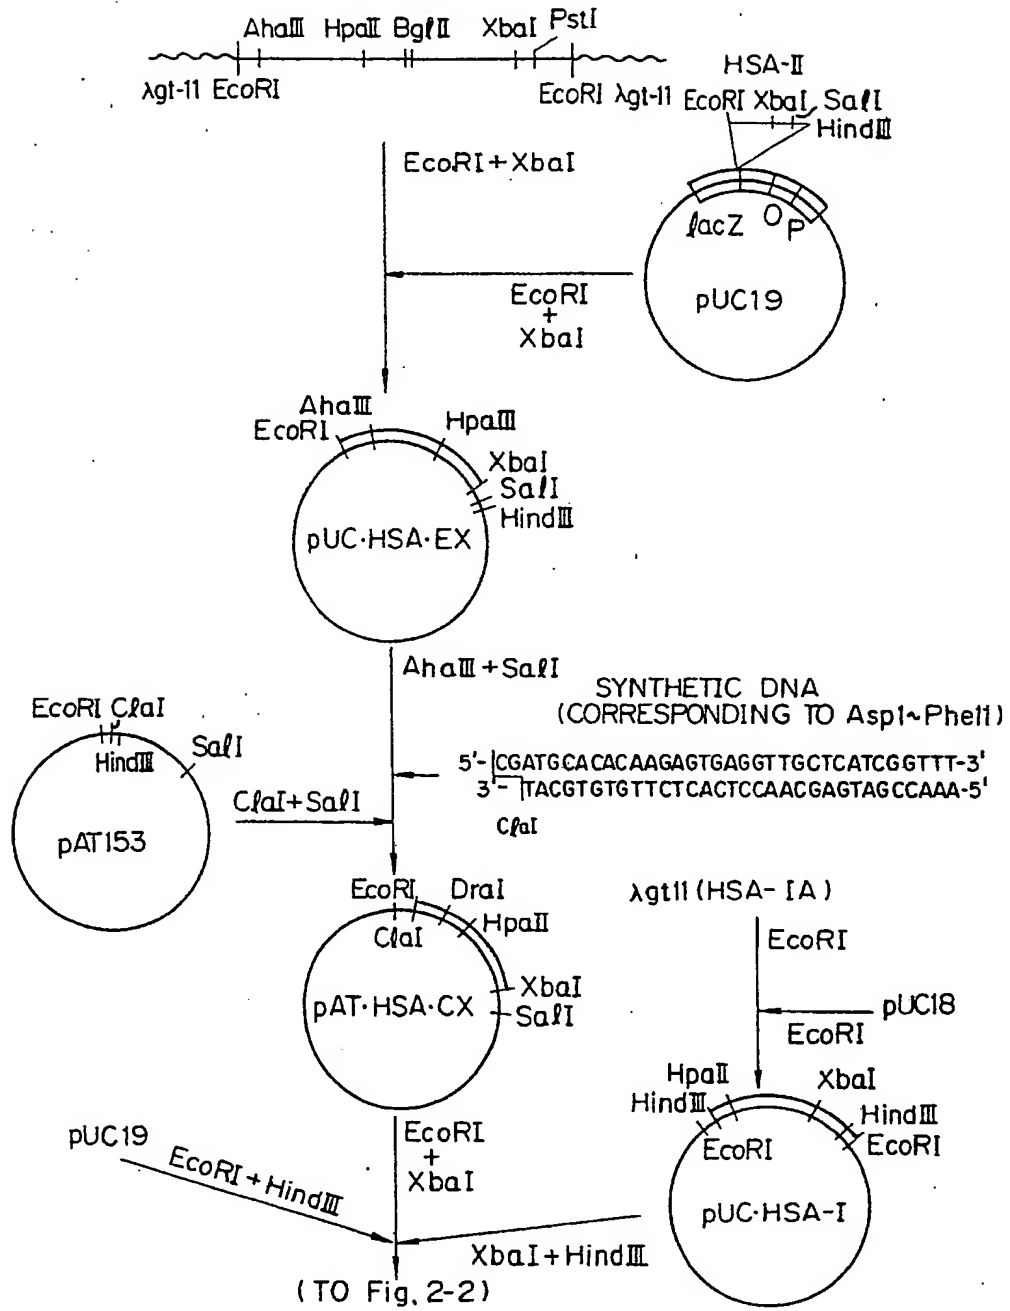 AhaIII HpaII BglII XbaI PstI
λgt-11 EcoRI EcoRI λgt-11
HSA-II
EcoRI XbaI SalI
HindIII
EcoRI+XbaI
lacZ O P
pUC19
EcoRI
+
XbaI
AhaIII
EcoRI
HpaIII
XbaI
SalI
HindIII
pUC·HSA·EX
AhaIII+SalI
SYNTHETIC DNA
(CORRESPONDING TO Asp1~Phe11)
5'-CGATGCACACAAGAGTGAGGTTGCTCATCGGTTT-3'
3'-TACGTGTGTTCTCACTCCAACGAGTAGCCAAA-5'
ClaI
EcoRI ClaI
HindIII
SalI
pAT153
ClaI+SalI
EcoRI DraI
HpaII
ClaI
XbaI
SalI
pAT·HSA·CX
λgt11(HSA-IA)
EcoRI
pUC18
EcoRI
HpaII
HindIII
XbaI
HindIII
EcoRI
EcoRI
pUC·HSA-I
EcoRI
+
XbaI
pUC19
EcoRI+HindIII
XbaI+HindIII
(TO Fig. 2-2)